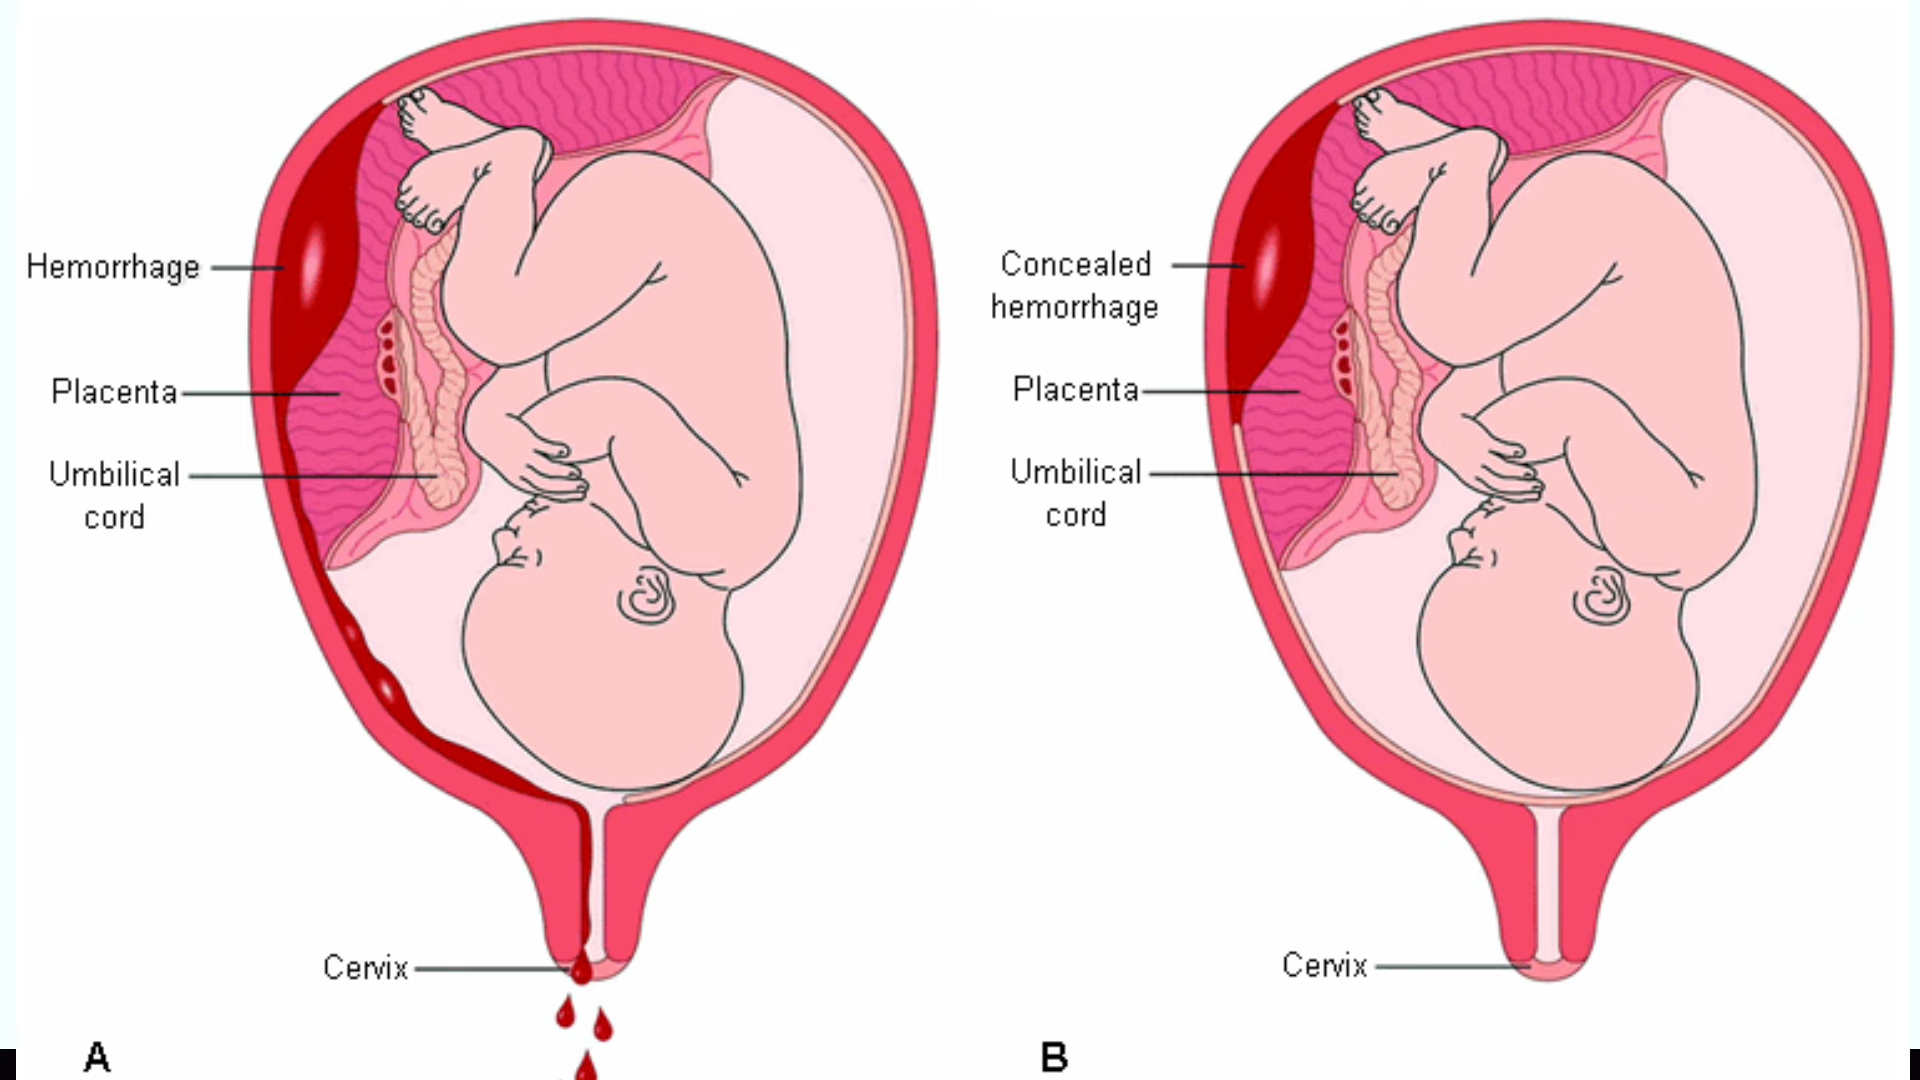 Hemorrhage
Placenta
Umbilical
cord
Cervix
A
Concealed
hemorrhage
Placenta
Umbilical
cord
Cervix
B